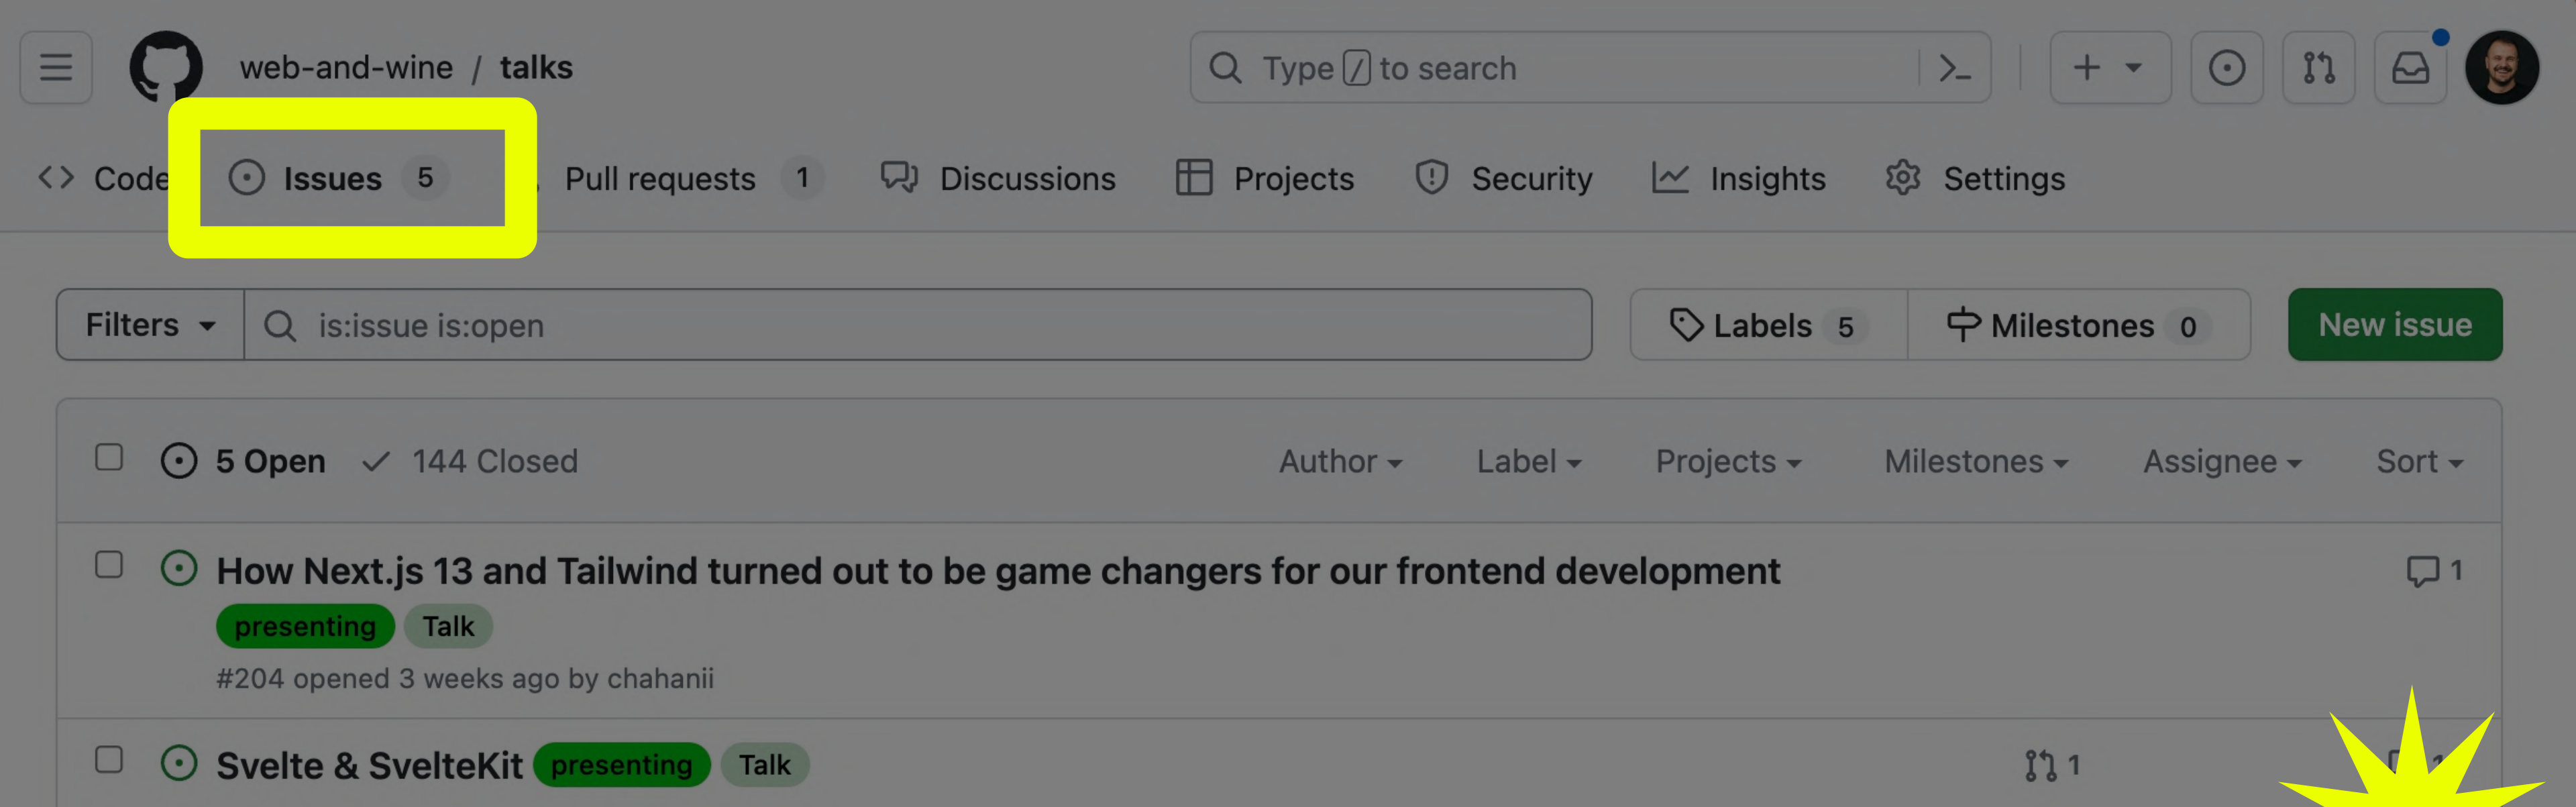 web-and-wine / talks
Type / to search
Code
Issues 5
Pull requests 1
Discussions
Projects
Security
Insights
Settings
Filters
is:issue is:open
Labels 5
Milestones 0
New issue
5 Open
144 Closed
Author
Label
Projects
Milestones
Assignee
Sort
How Next.js 13 and Tailwind turned out to be game changers for our frontend development
1
presenting
Talk
#204 opened 3 weeks ago by chahanii
Svelte & SvelteKit
presenting
Talk
1